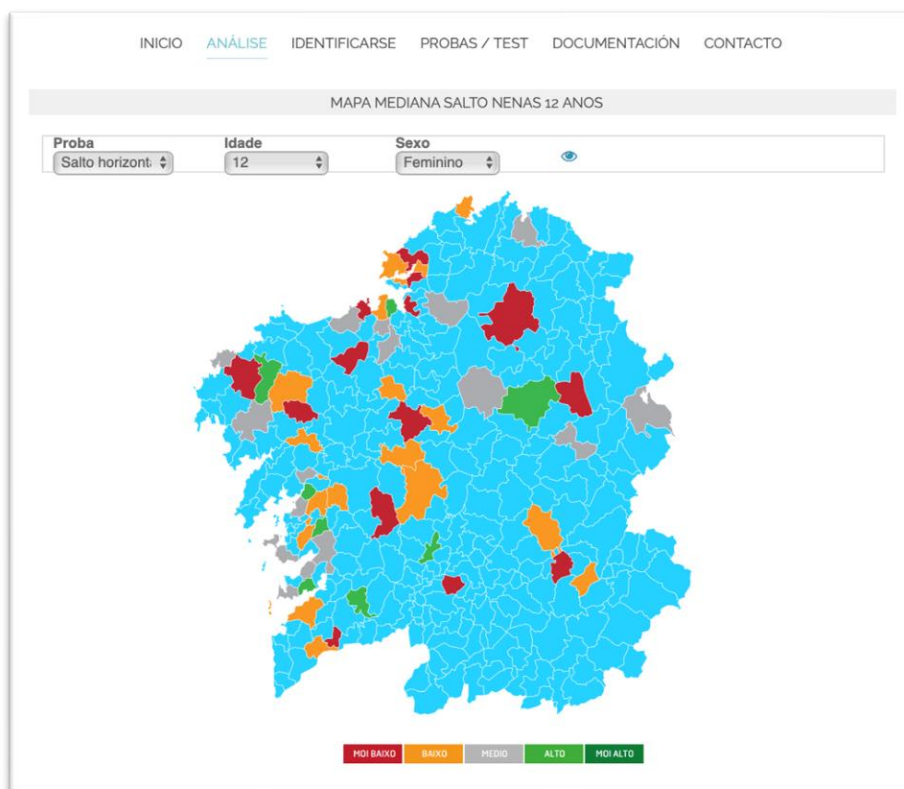 INICIO ANÁLISE IDENTIFICARSE PROBAS / TEST DOCUMENTACIÓN CONTACTO
MAPA MEDIANA SALTO NENAS 12 ANOS
Proba Idade Sexo
Salto horizont 12 Feminino
MOI BAIXO BAIXO MEDIO ALTO MOI ALTO